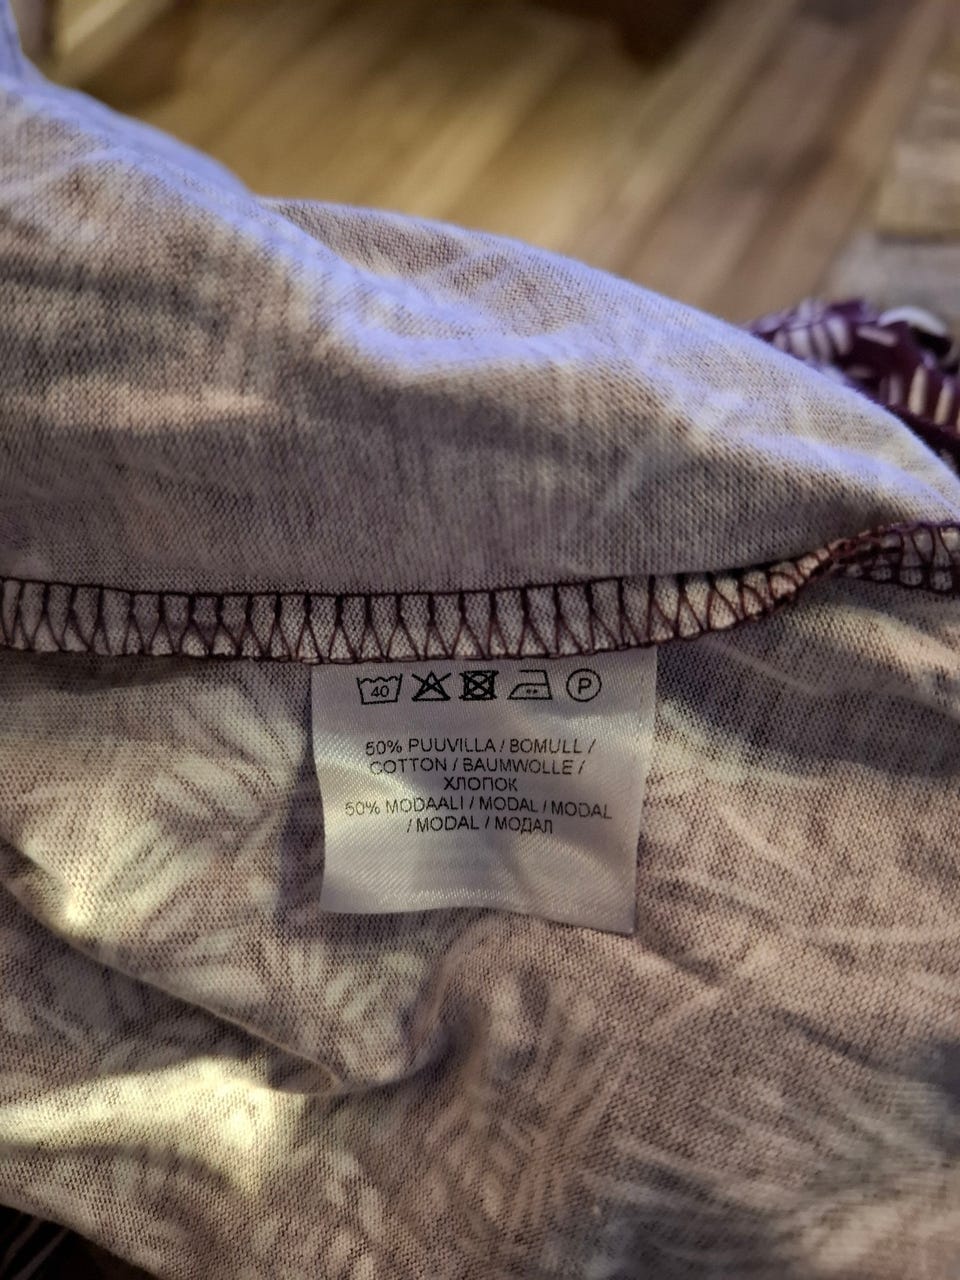 40 P
50% PUUVILLA / BOMULL /
COTTON / BAUMWOLLE /
ХЛОПОК
50% MODAALI / MODAL / MODAL
/ MODAL / МОДАЛ